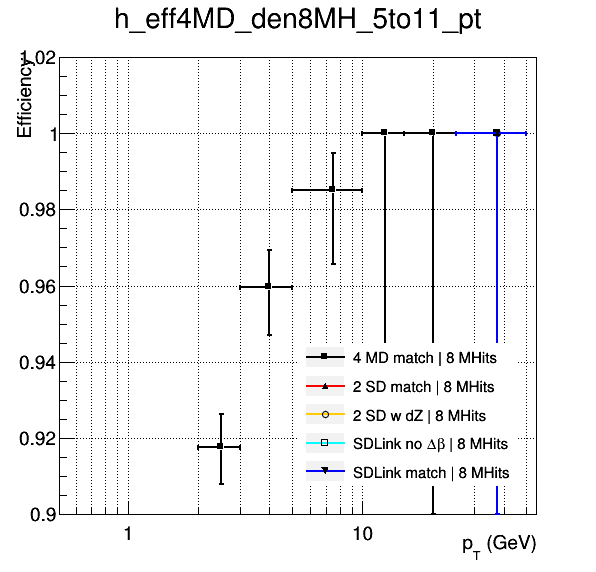 h_eff4MD_den8MH_5to11_pt
Efficiency
1.02
1
0.98
0.96
0.94
0.92
0.9
4 MD match | 8 MHits
2 SD match | 8 MHits
2 SD w dZ | 8 MHits
SDLink no Δβ | 8 MHits
SDLink match | 8 MHits
1
10
p_T (GeV)